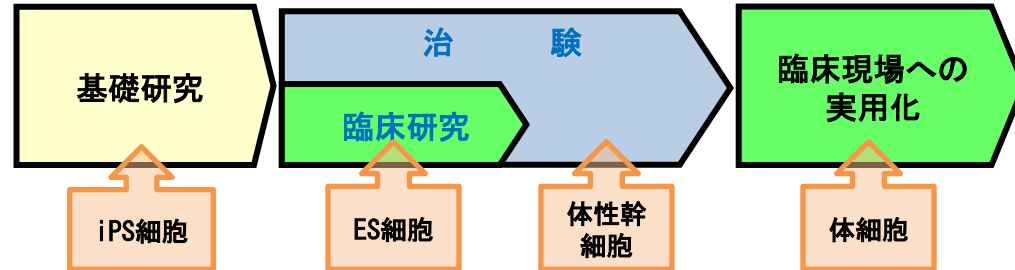 基礎研究
治　験
臨床研究
臨床現場への
実用化
iPS細胞
ES細胞
体性幹
細胞
体細胞